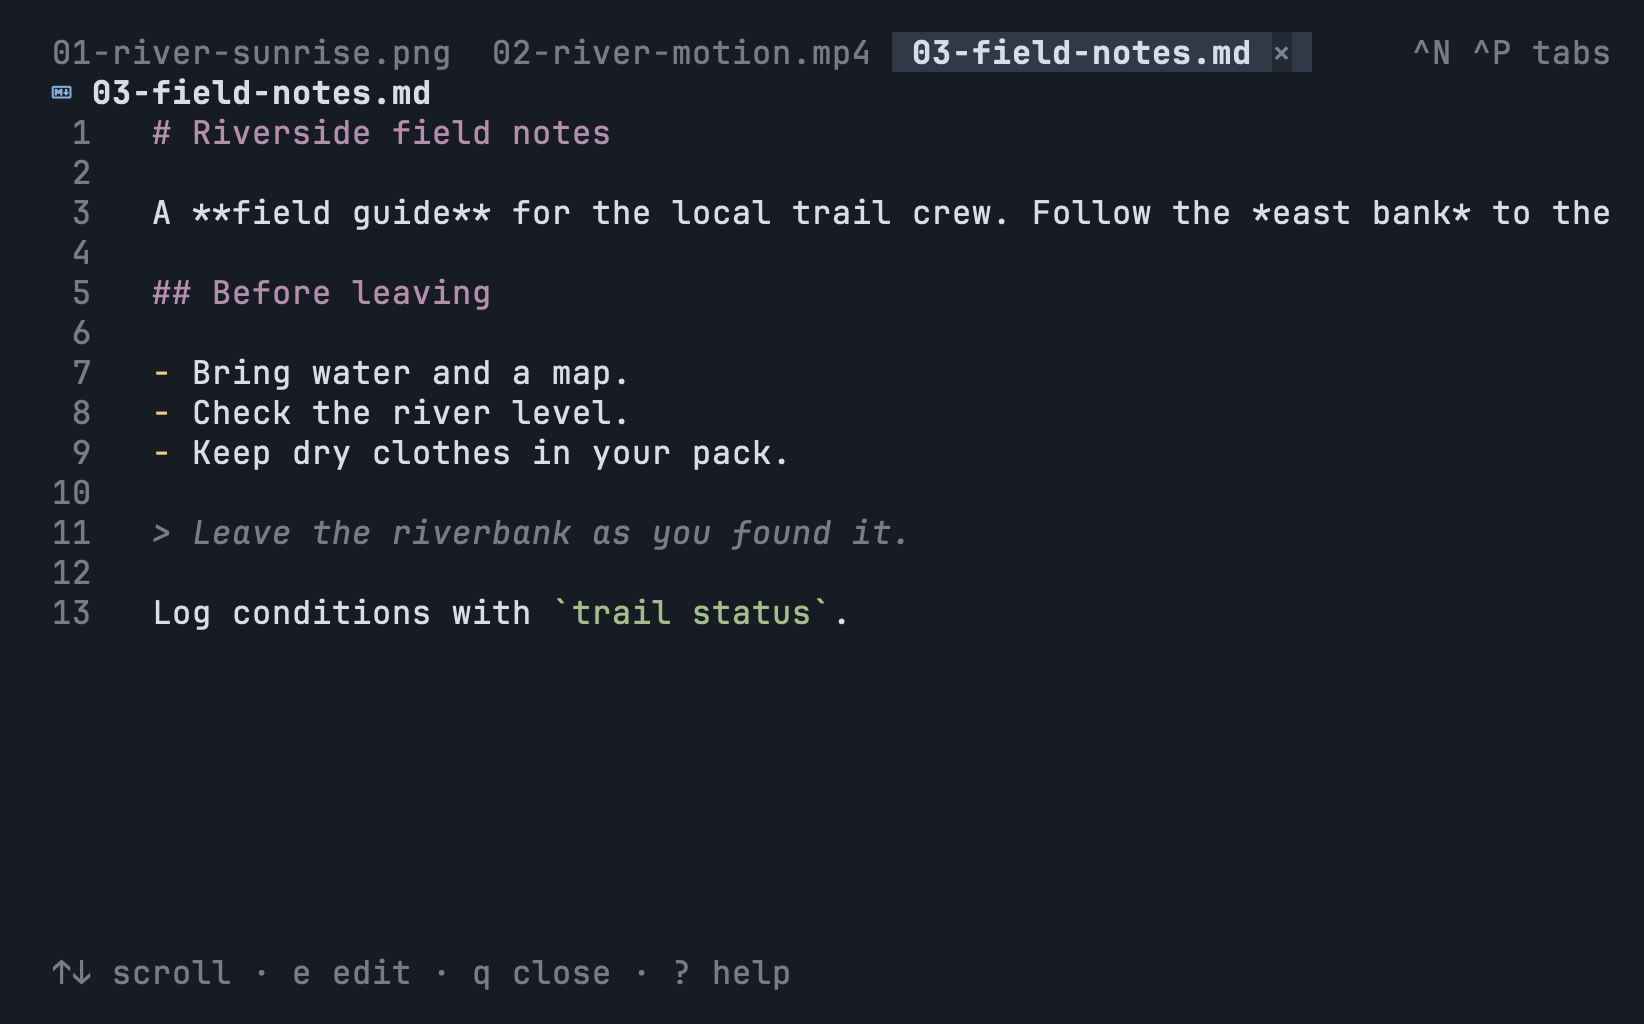 01-river-sunrise.png 02-river-motion.mp4 03-field-notes.md × ^N ^P tabs
03-field-notes.md
1 # Riverside field notes
2
3 A **field guide** for the local trail crew. Follow the *east bank* to the
4
5 ## Before leaving
6
7 - Bring water and a map.
8 - Check the river level.
9 - Keep dry clothes in your pack.
10
11 > Leave the riverbank as you found it.
12
13 Log conditions with `trail status`.
↑↓ scroll · e edit · q close · ? help